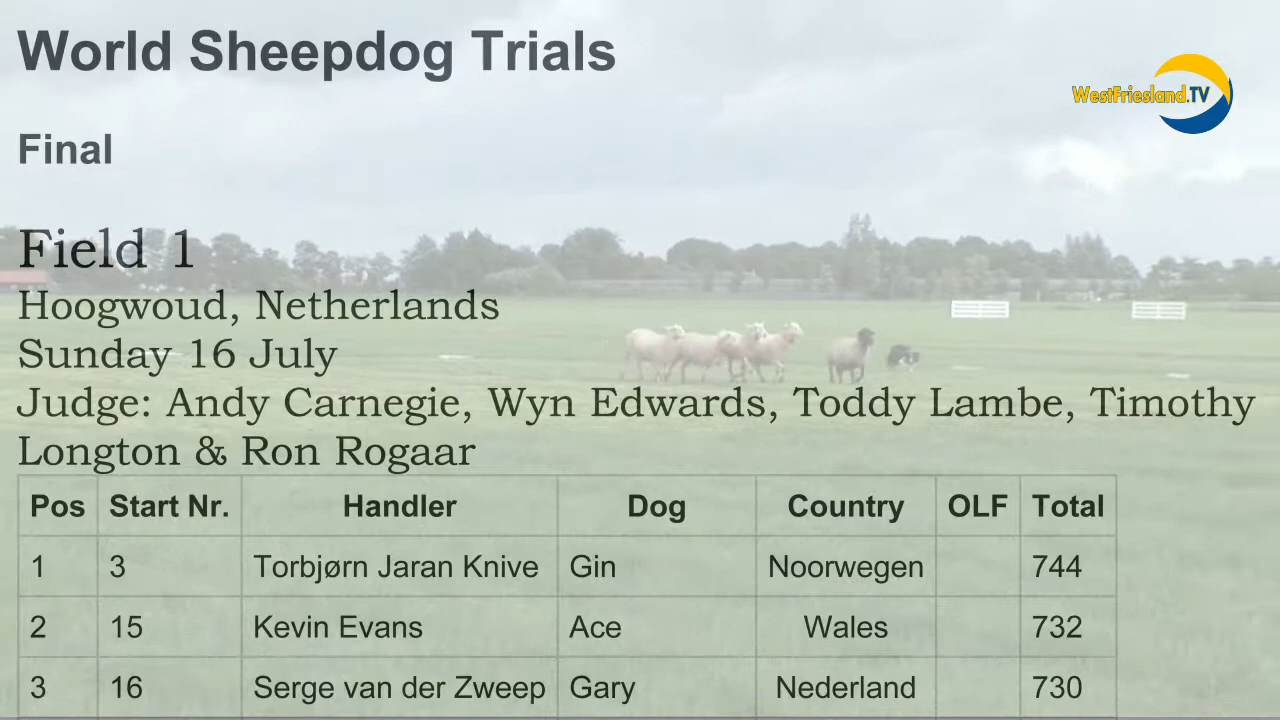 World Sheepdog Trials
WestFriesland.TV
Final
Field 1
Hoogwoud, Netherlands
Sunday 16 July
Judge: Andy Carnegie, Wyn Edwards, Toddy Lambe, Timothy
Longton & Ron Rogaar
Pos Start Nr. Handler Dog Country OLF Total
1 3 Torbjørn Jaran Knive Gin Noorwegen 744
2 15 Kevin Evans Ace Wales 732
3 16 Serge van der Zweep Gary Nederland 730